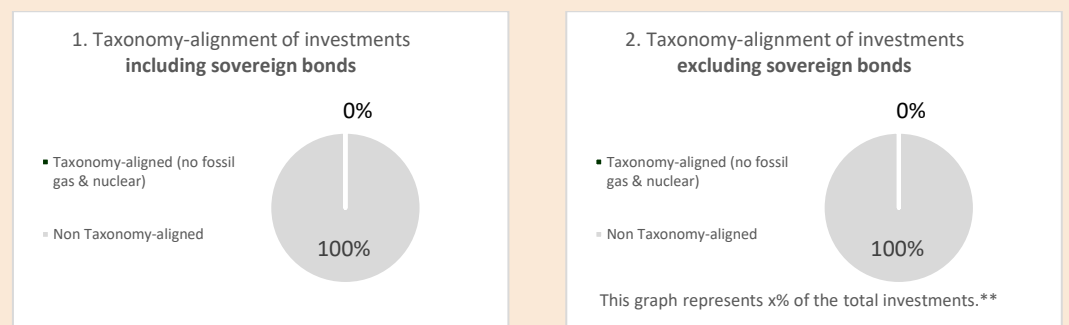 1. Taxonomy-alignment of investments
including sovereign bonds
0%
Taxonomy-aligned (no fossil
gas & nuclear)
Non Taxonomy-aligned
100%
2. Taxonomy-alignment of investments
excluding sovereign bonds
0%
Taxonomy-aligned (no fossil
gas & nuclear)
Non Taxonomy-aligned
100%
This graph represents x% of the total investments.**